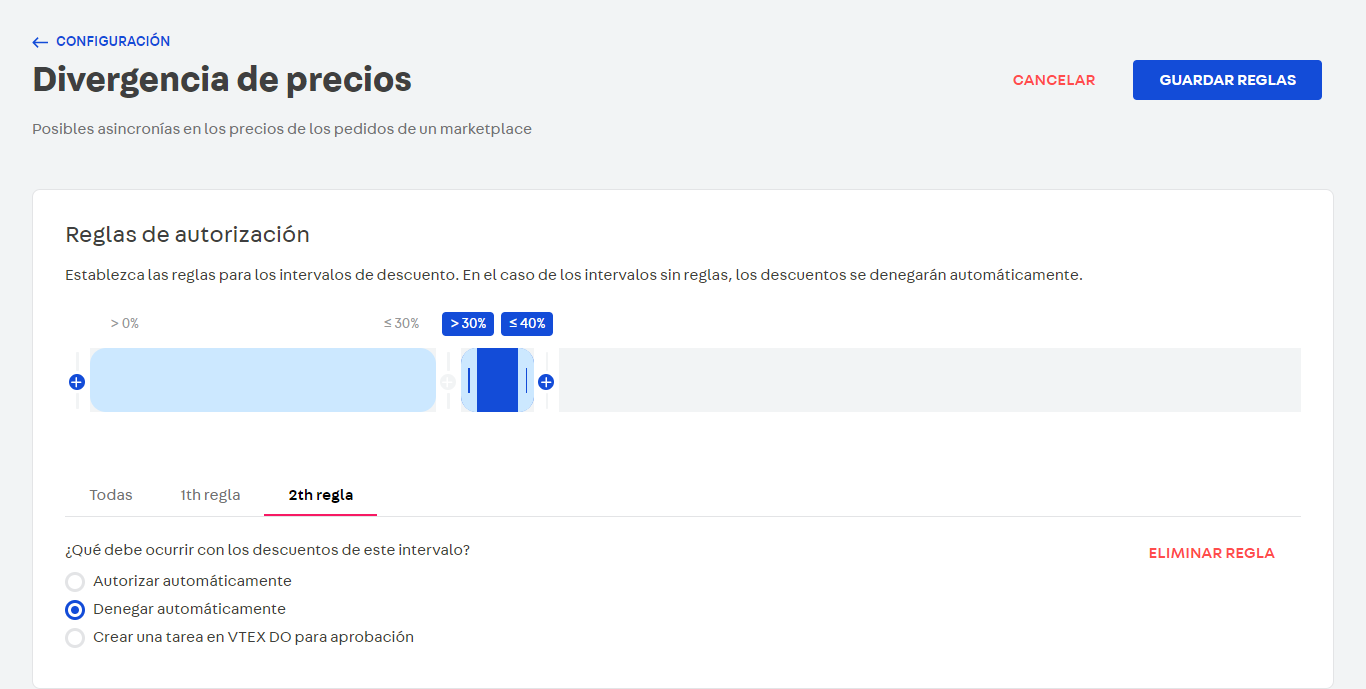 ← CONFIGURACIÓN
Divergencia de precios
CANCELAR
GUARDAR REGLAS
Posibles asincronías en los precios de los pedidos de un marketplace
Reglas de autorización
Establezca las reglas para los intervalos de descuento. En el caso de los intervalos sin reglas, los descuentos se denegarán automáticamente.
> 0% ≤ 30% > 30% ≤ 40%
Todas 1th regla 2th regla
¿Qué debe ocurrir con los descuentos de este intervalo?
ELIMINAR REGLA
Autorizar automáticamente
Denegar automáticamente
Crear una tarea en VTEX DO para aprobación